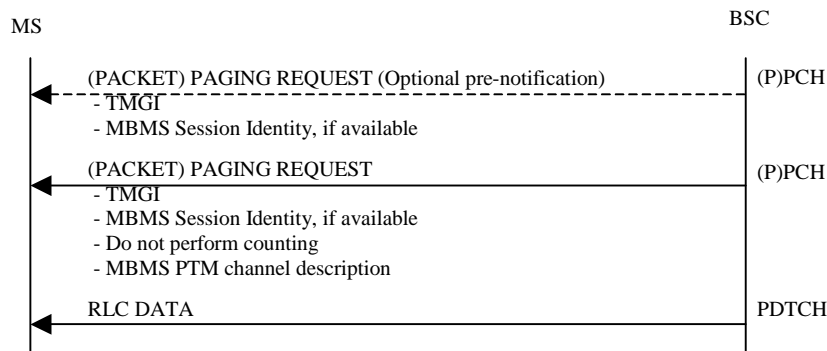 MS
BSC
(PACKET) PAGING REQUEST (Optional pre-notification)
(P)PCH
- TMGI
- MBMS Session Identity, if available
(PACKET) PAGING REQUEST
(P)PCH
- TMGI
- MBMS Session Identity, if available
- Do not perform counting
- MBMS PTM channel description
RLC DATA
PDTCH